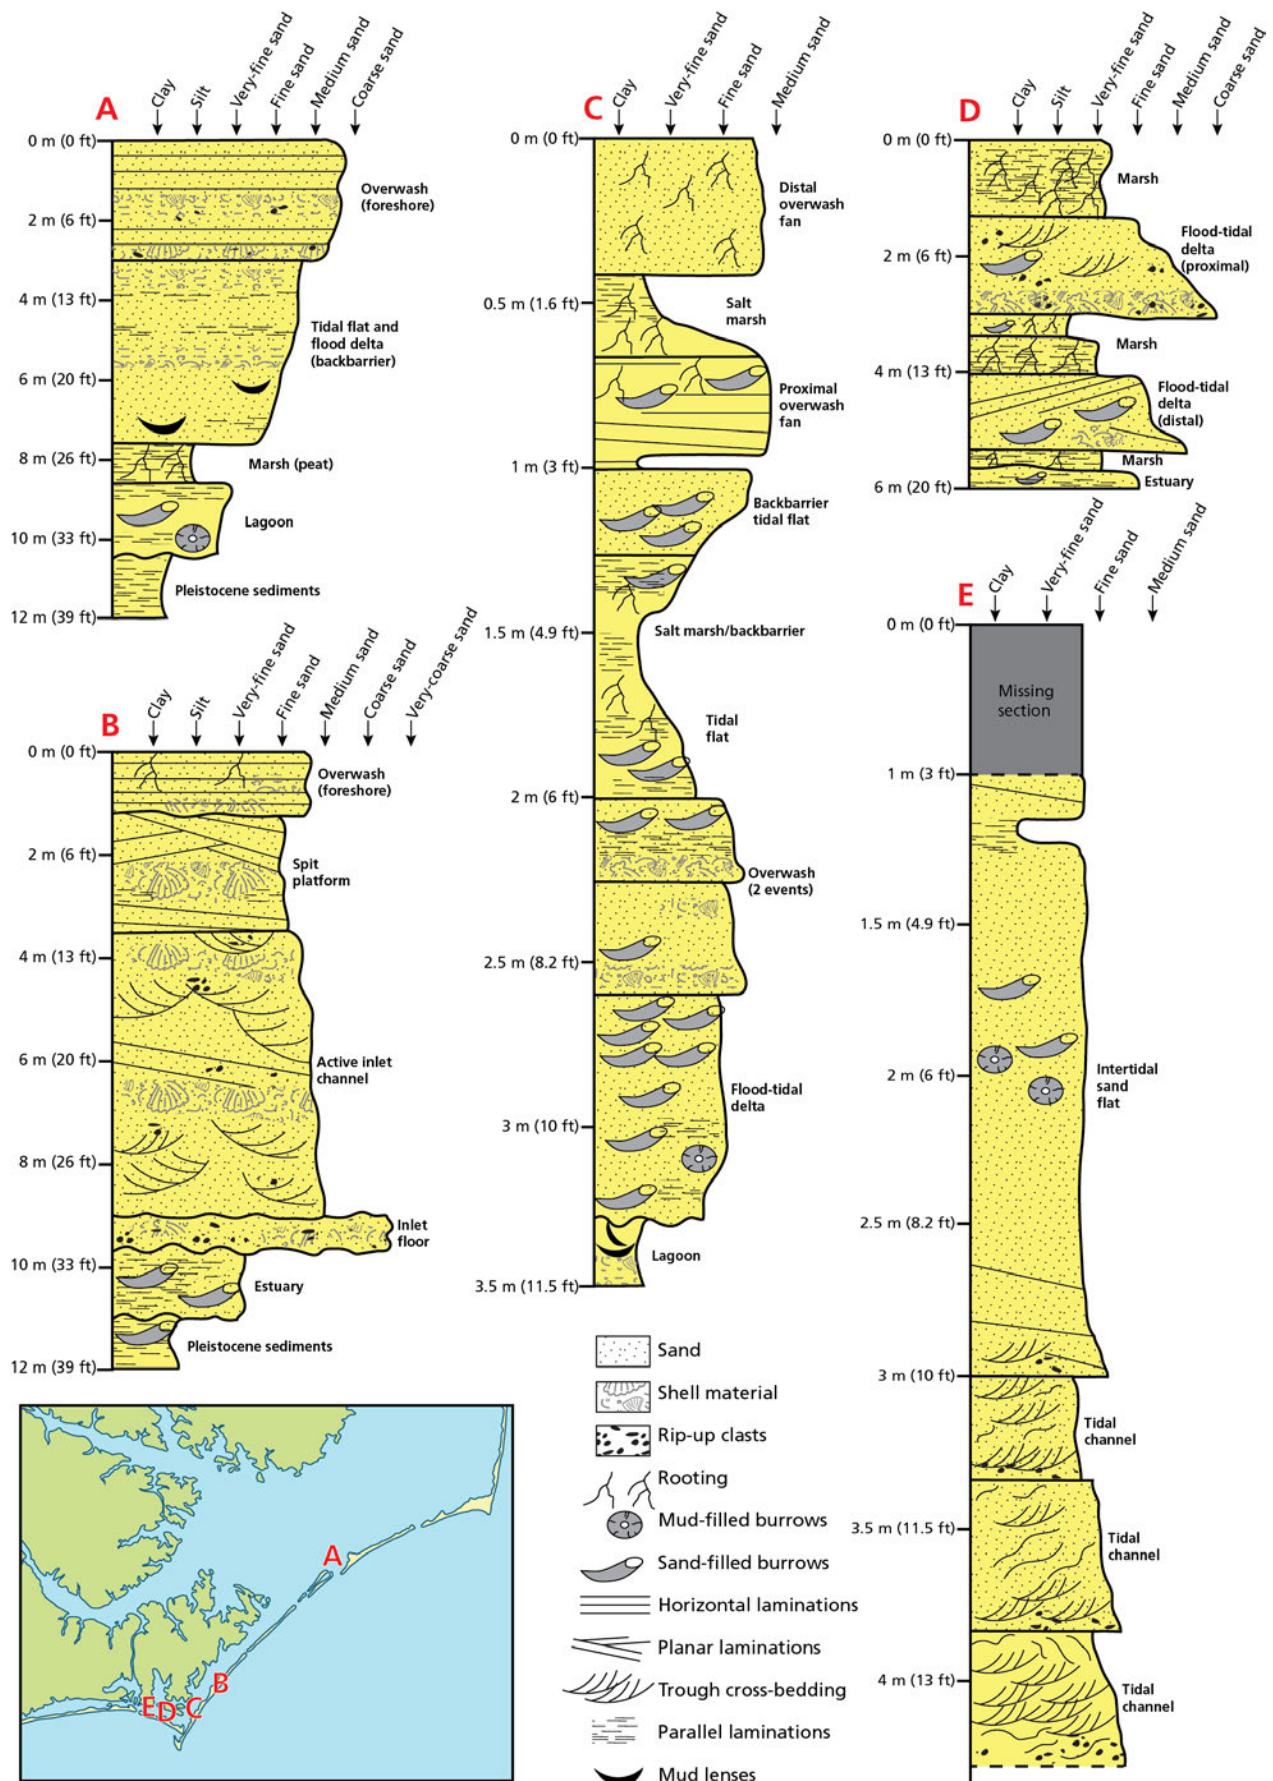 A
Clay
Silt
Very-fine sand
Fine sand
Medium sand
Coarse sand
0 m (0 ft)
2 m (6 ft)
4 m (13 ft)
6 m (20 ft)
8 m (26 ft)
10 m (33 ft)
12 m (39 ft)
Overwash
(foreshore)
Tidal flat and
flood delta
(backbarrier)
Marsh (peat)
Lagoon
Pleistocene sediments
B
Clay
Silt
Very-fine sand
Fine sand
Medium sand
Coarse sand
Very-coarse sand
0 m (0 ft)
2 m (6 ft)
4 m (13 ft)
6 m (20 ft)
8 m (26 ft)
10 m (33 ft)
12 m (39 ft)
Overwash
(foreshore)
Spit
platform
Active inlet
channel
Inlet
floor
Estuary
Pleistocene sediments
C
Clay
Very-fine sand
Fine sand
Medium sand
0 m (0 ft)
0.5 m (1.6 ft)
1 m (3 ft)
1.5 m (4.9 ft)
2 m (6 ft)
2.5 m (8.2 ft)
3 m (10 ft)
3.5 m (11.5 ft)
Distal
overwash
fan
Salt
marsh
Proximal
overwash
fan
Backbarrier
tidal flat
Salt marsh/backbarrier
Tidal
flat
Overwash
(2 events)
Flood-tidal
delta
Lagoon
D
Clay
Silt
Very-fine sand
Fine sand
Medium sand
Coarse sand
0 m (0 ft)
2 m (6 ft)
4 m (13 ft)
6 m (20 ft)
Marsh
Flood-tidal
delta
(proximal)
Marsh
Flood-tidal
delta
(distal)
Marsh
Estuary
E
Clay
Very-fine sand
Fine sand
Medium sand
0 m (0 ft)
1 m (3 ft)
1.5 m (4.9 ft)
2 m (6 ft)
2.5 m (8.2 ft)
3 m (10 ft)
3.5 m (11.5 ft)
4 m (13 ft)
Missing
section
Intertidal
sand
flat
Tidal
channel
Tidal
channel
Tidal
channel
Sand
Shell material
Rip-up clasts
Rooting
Mud-filled burrows
Sand-filled burrows
Horizontal laminations
Planar laminations
Trough cross-bedding
Parallel laminations
Mud lenses
A
B
C
D
E